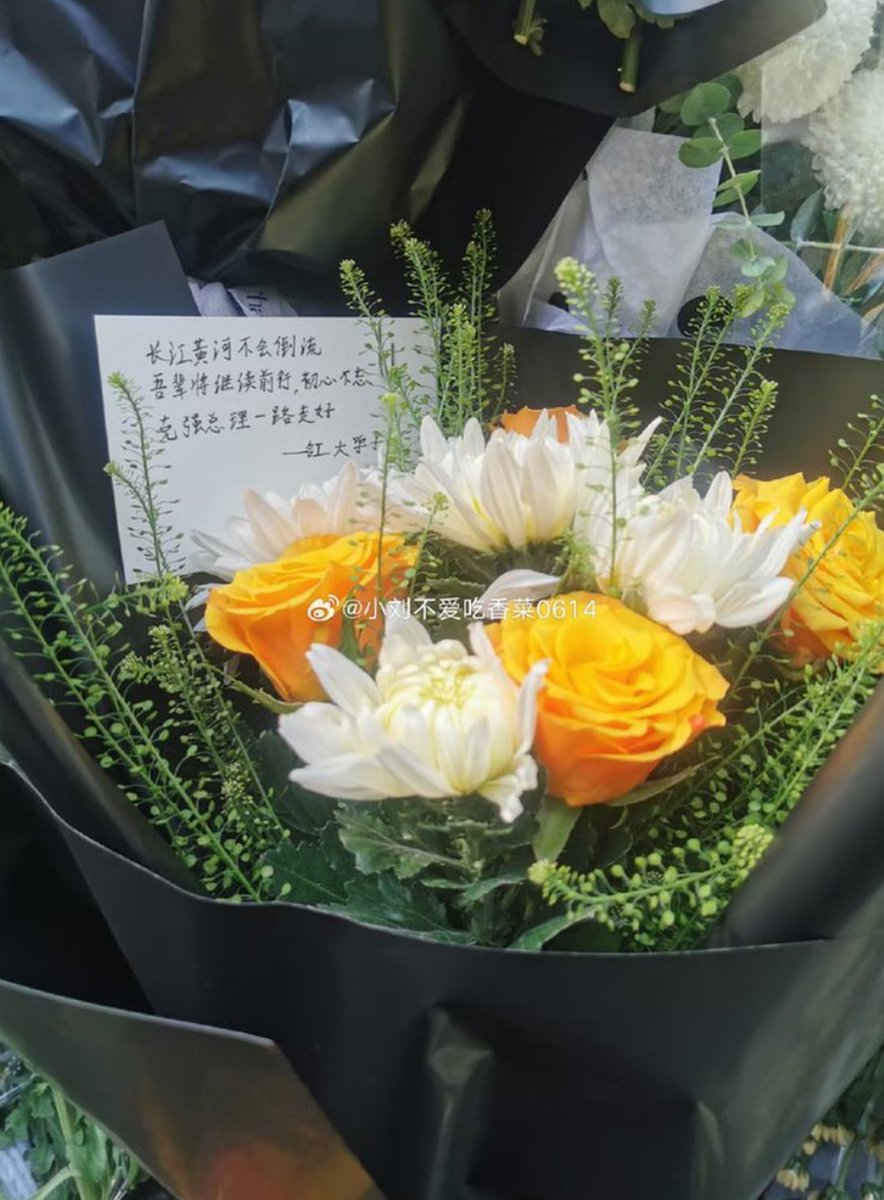 长江黄河不会倒流
吾辈将继续前行,初心不忘
克强总理一路走好
—江大学子
@小刘不爱吃香菜0614